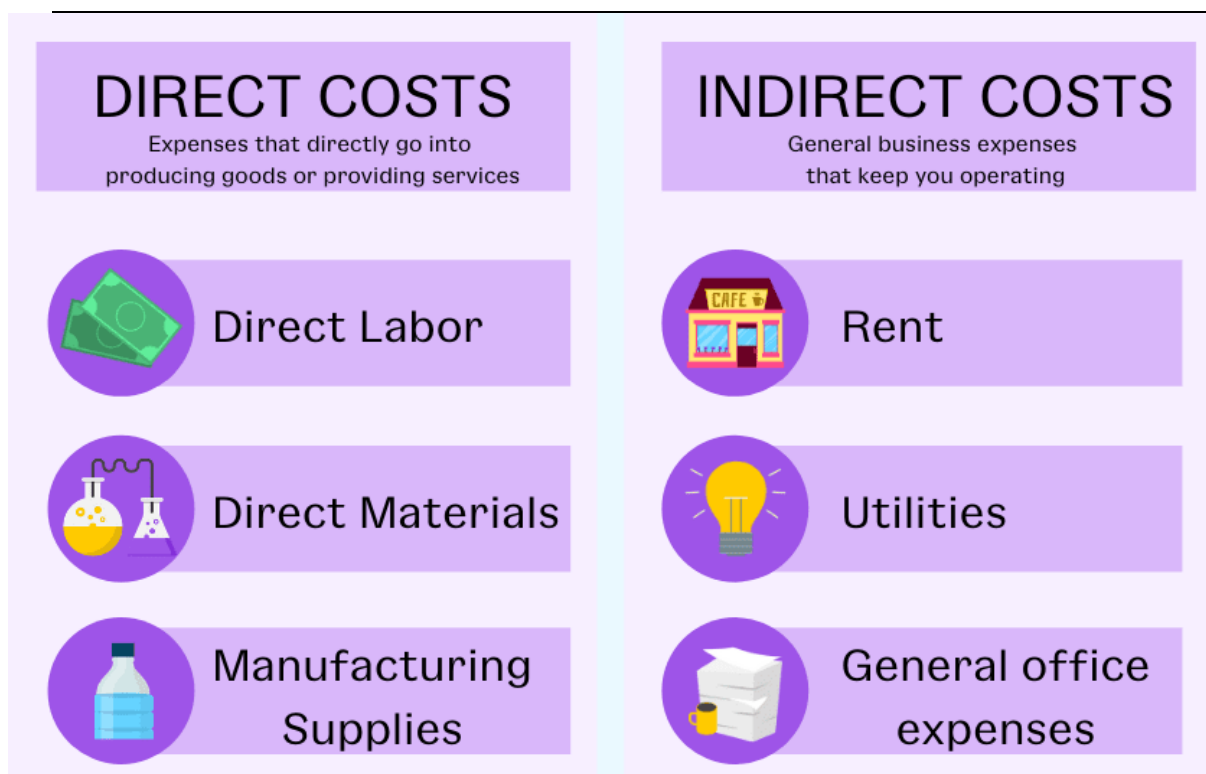 DIRECT COSTS
Expenses that directly go into
producing goods or providing services
Direct Labor
Direct Materials
Manufacturing
Supplies
INDIRECT COSTS
General business expenses
that keep you operating
CAFE
Rent
Utilities
General office
expenses